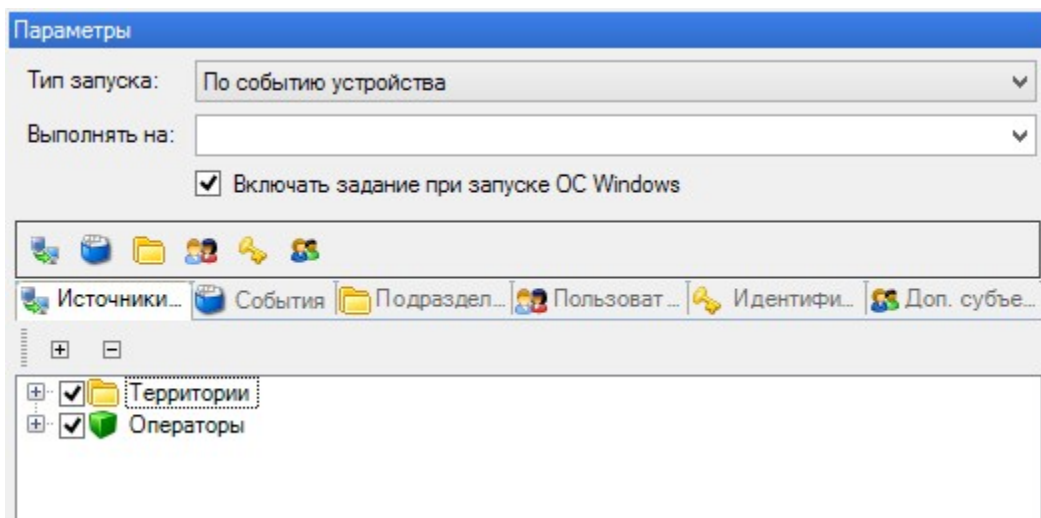 Параметры
Тип запуска: По событию устройства
Выполнять на:
Включать задание при запуске ОС Windows
Источники... События Подраздел... Пользоват ... Идентифи... Доп. субъе...
Территории
Операторы